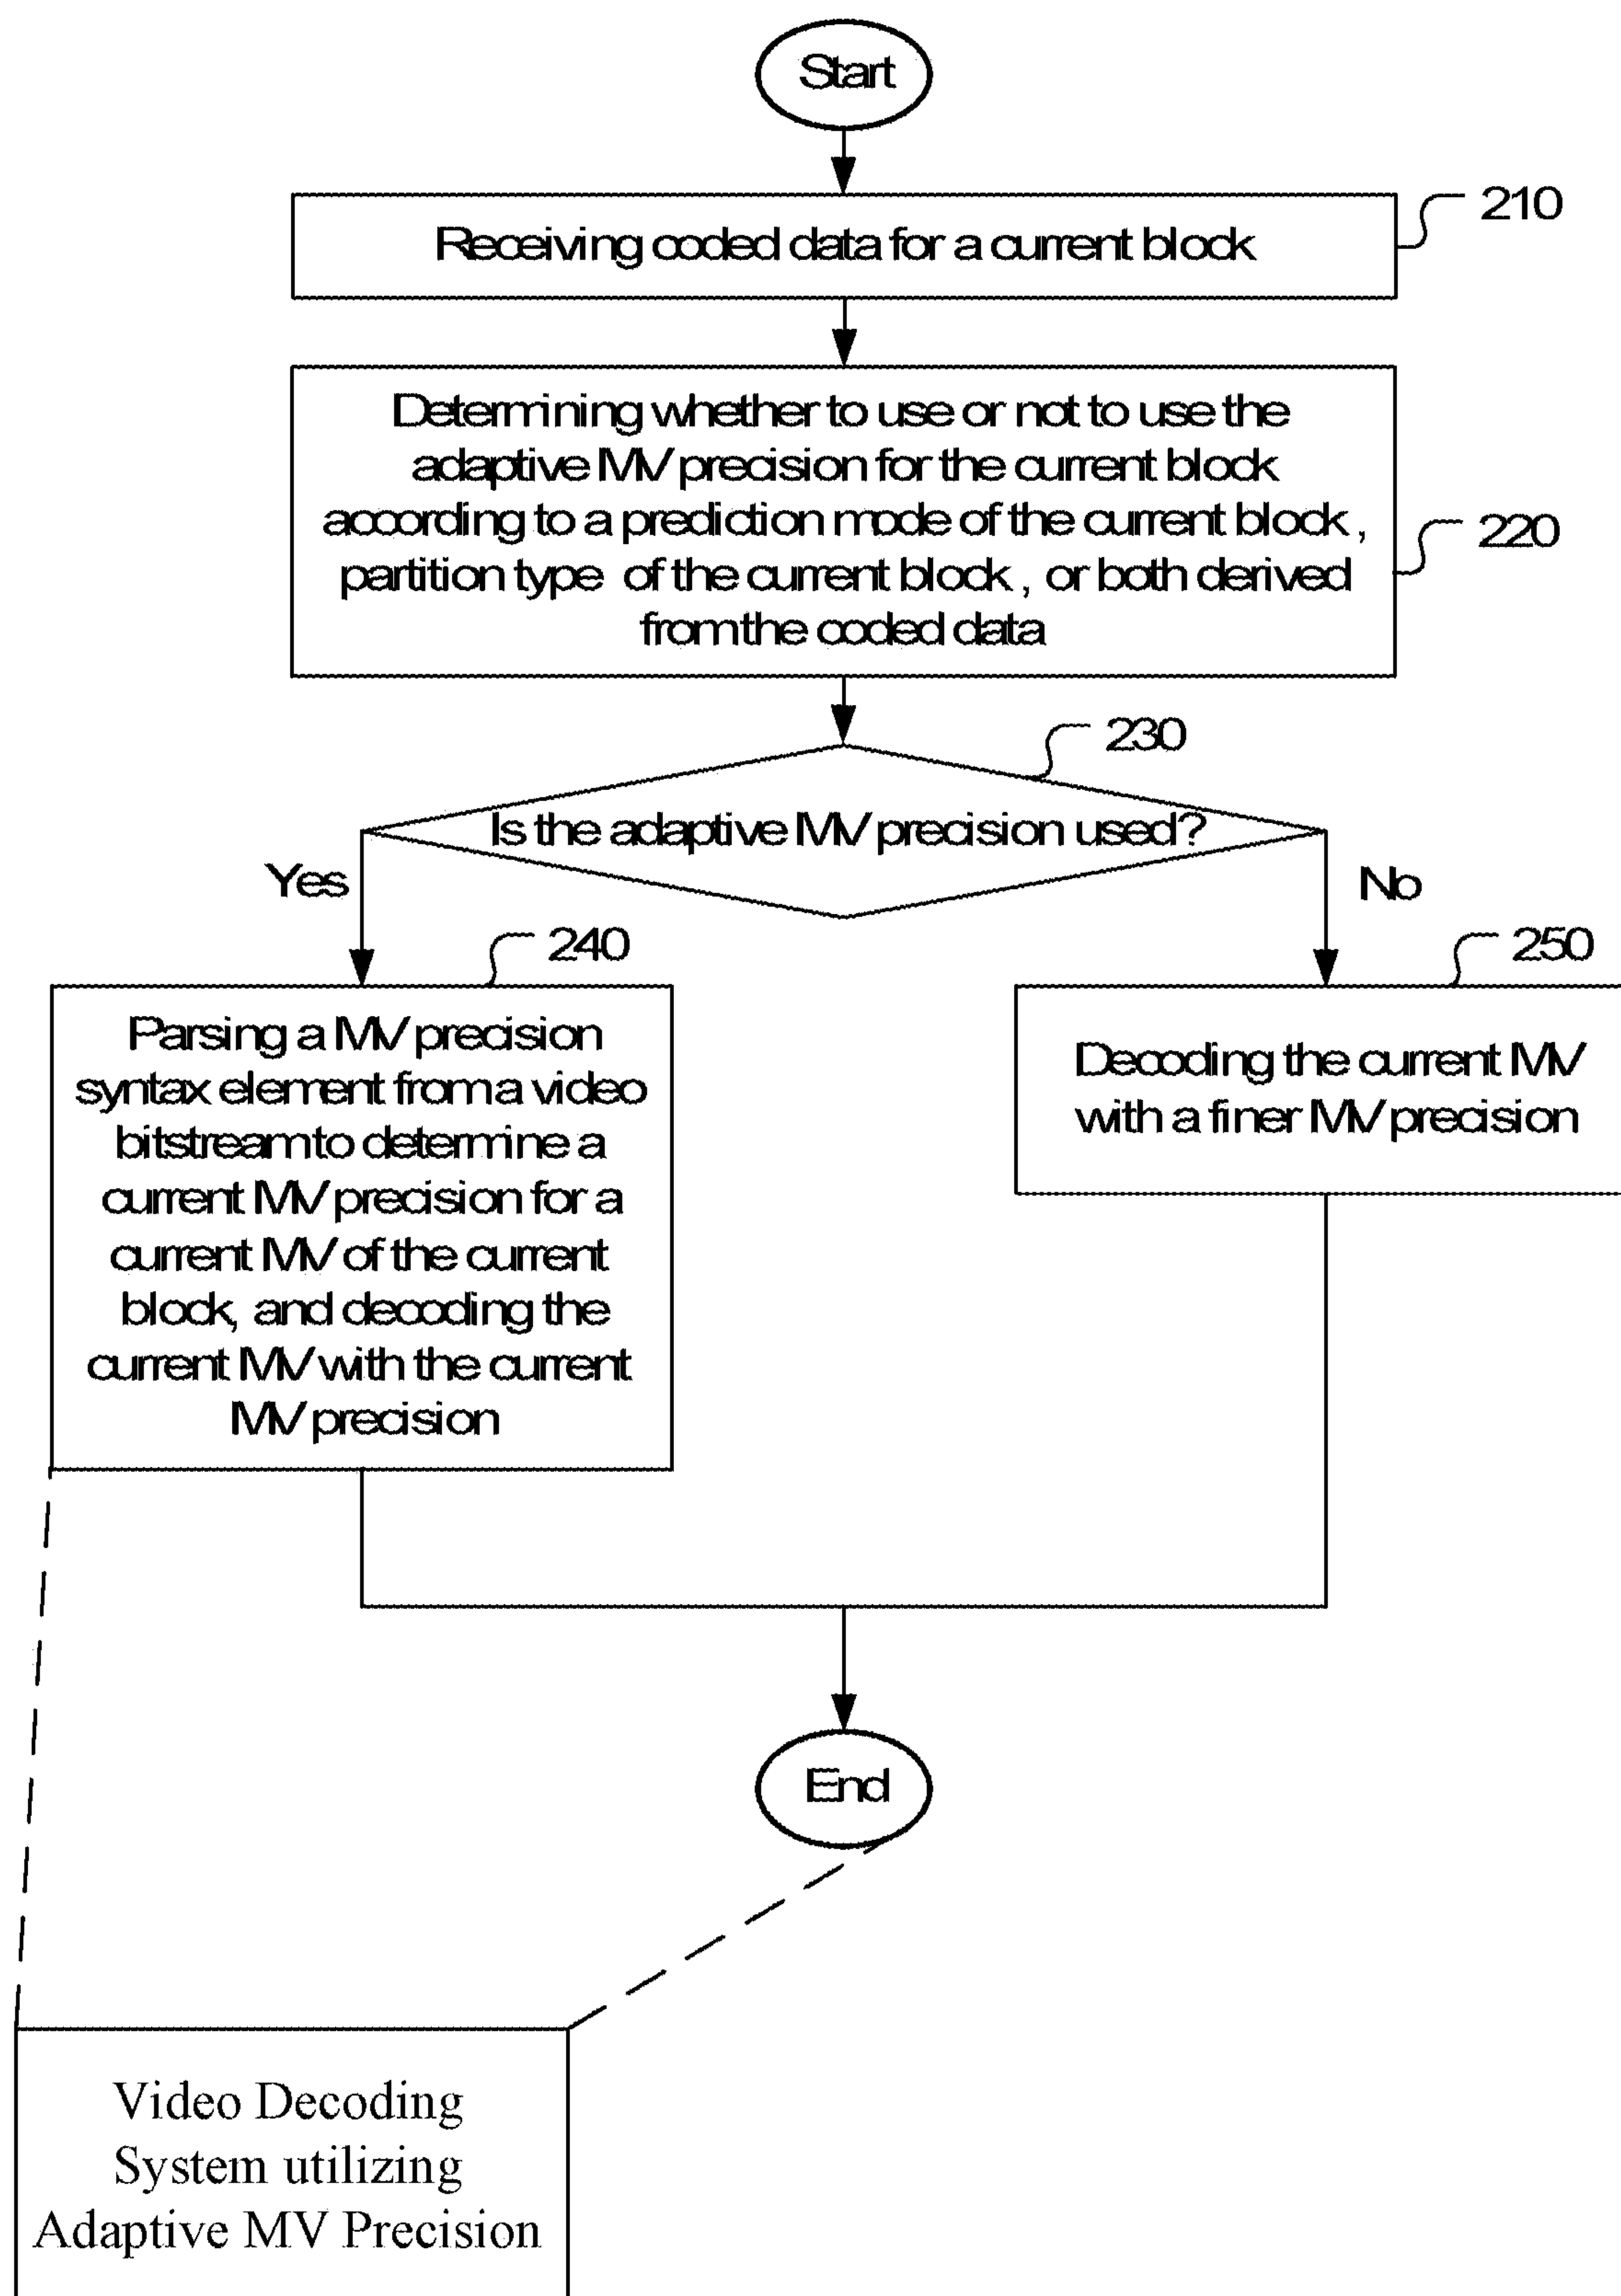 Start
Receiving coded data for a current block
210
Determining whether to use or not to use the
adaptive MV precision for the current block
according to a prediction mode of the current block,
partition type of the current block, or both derived
from the coded data
220
230
Is the adaptive MV precision used?
Yes
No
240
Parsing a MV precision
syntax element from a video
bitstream to determine a
current MV precision for a
current MV of the current
block, and decoding the
current MV with the current
MV precision
250
Decoding the current MV
with a finer MV precision
End
Video Decoding
System utilizing
Adaptive MV Precision